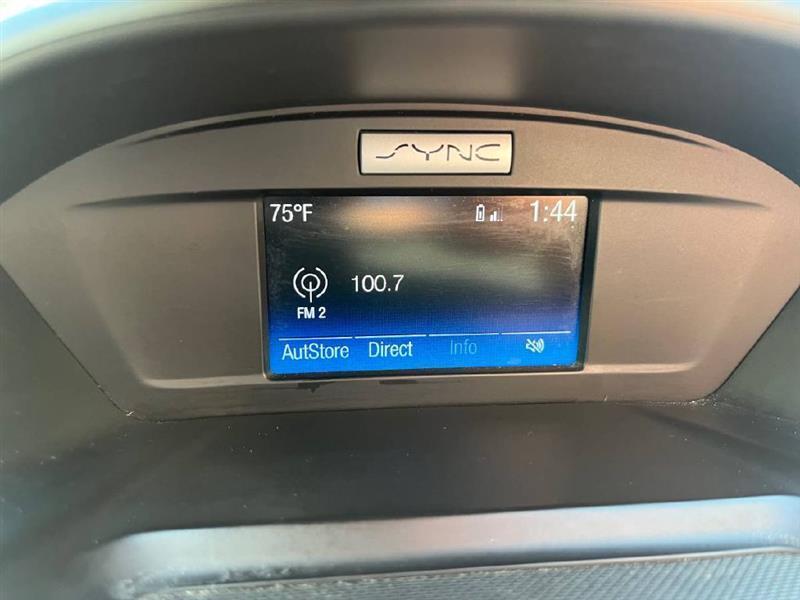 SYNC
75°F 1:44
100.7
FM 2
AutStore Direct Info